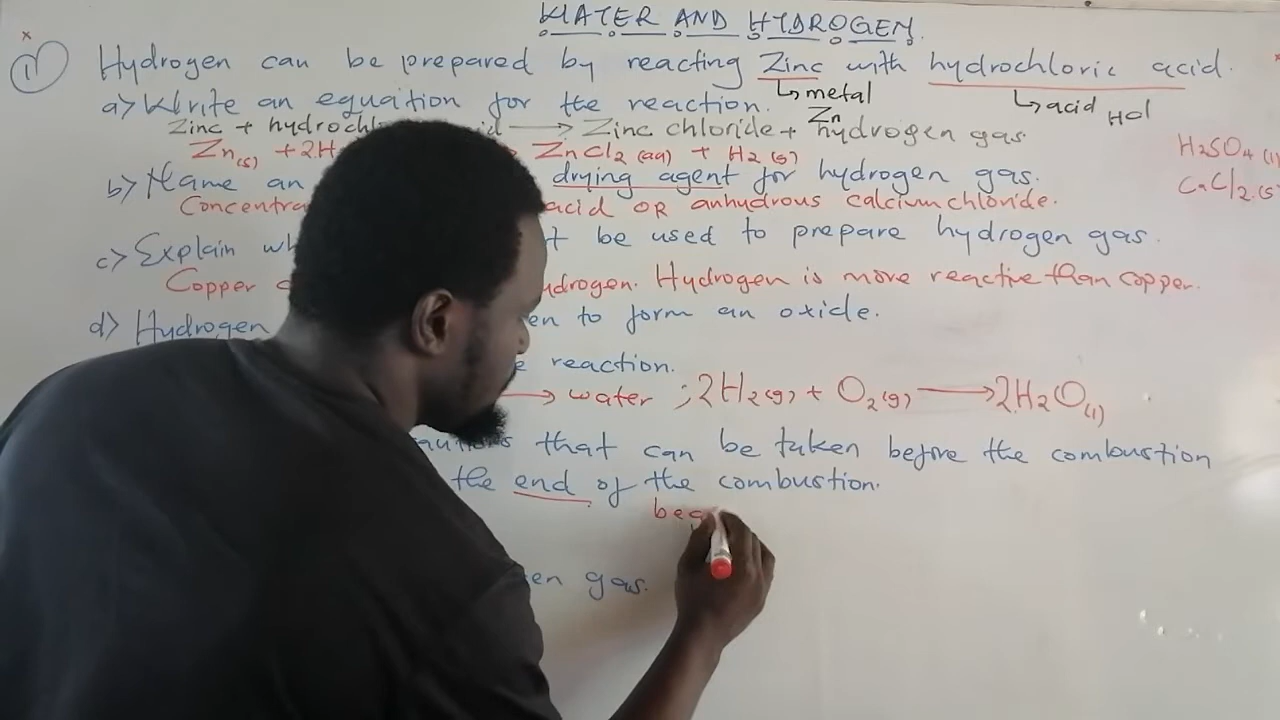 WATER AND HYDROGEN.
x
1 Hydrogen can be prepared by reacting Zinc with hydrochloric acid.
↳metal ↳acid HCl
a) Write an equation for the reaction. Zn
Zinc + hydrochl → Zinc chloride + hydrogen gas
Zn(s) + 2H → ZnCl2 (aq) + H2(g)
H2SO4 (l)
b) Name an drying agent for hydrogen gas.
CaCl2 (s
Concentra acid OR anhydrous calcium chloride.
c) Explain wh t be used to prepare hydrogen gas.
Copper ydrogen. Hydrogen is more reactive than copper.
d) Hydrogen en to form an oxide.
e reaction.
→ water ; 2H2(g) + O2(g) → 2H2O(l)
autions that can be taken before the combustion
the end of the combustion.
beg
en gas.